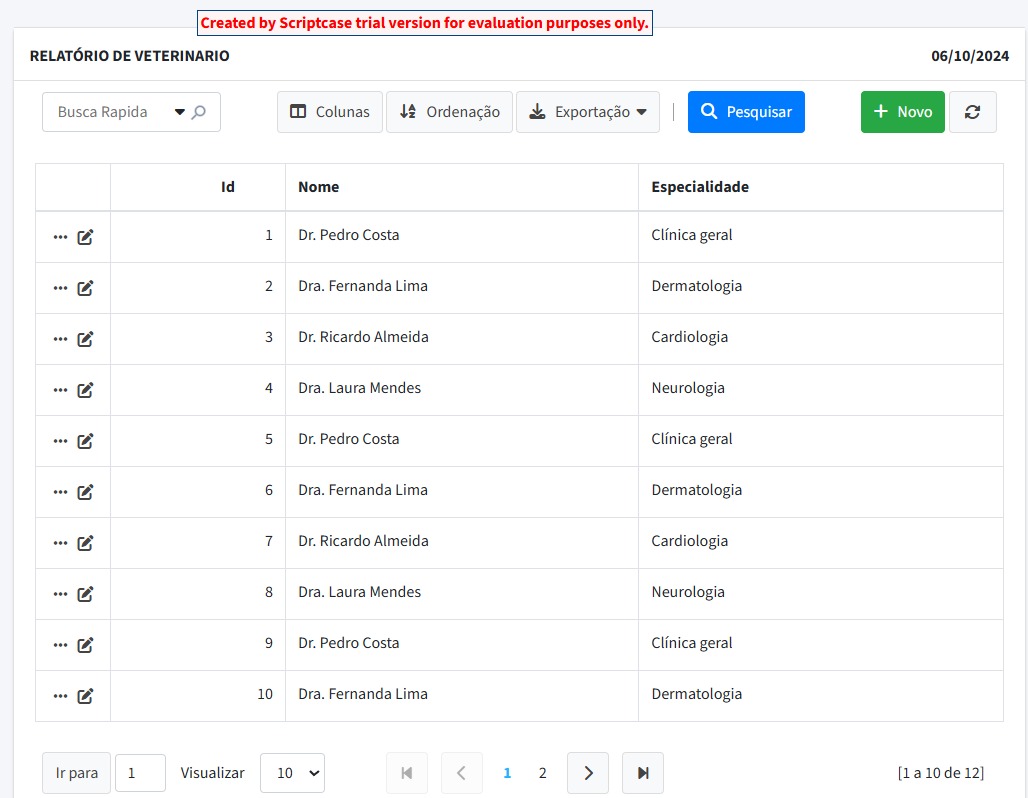 Created by Scriptcase trial version for evaluation purposes only.
RELATÓRIO DE VETERINARIO 06/10/2024
Busca Rapida Colunas Ordenação Exportação Pesquisar Novo
Id Nome Especialidade
1 Dr. Pedro Costa Clínica geral
2 Dra. Fernanda Lima Dermatologia
3 Dr. Ricardo Almeida Cardiologia
4 Dra. Laura Mendes Neurologia
5 Dr. Pedro Costa Clínica geral
6 Dra. Fernanda Lima Dermatologia
7 Dr. Ricardo Almeida Cardiologia
8 Dra. Laura Mendes Neurologia
9 Dr. Pedro Costa Clínica geral
10 Dra. Fernanda Lima Dermatologia
Ir para 1 Visualizar 10 1 2 [1 a 10 de 12]